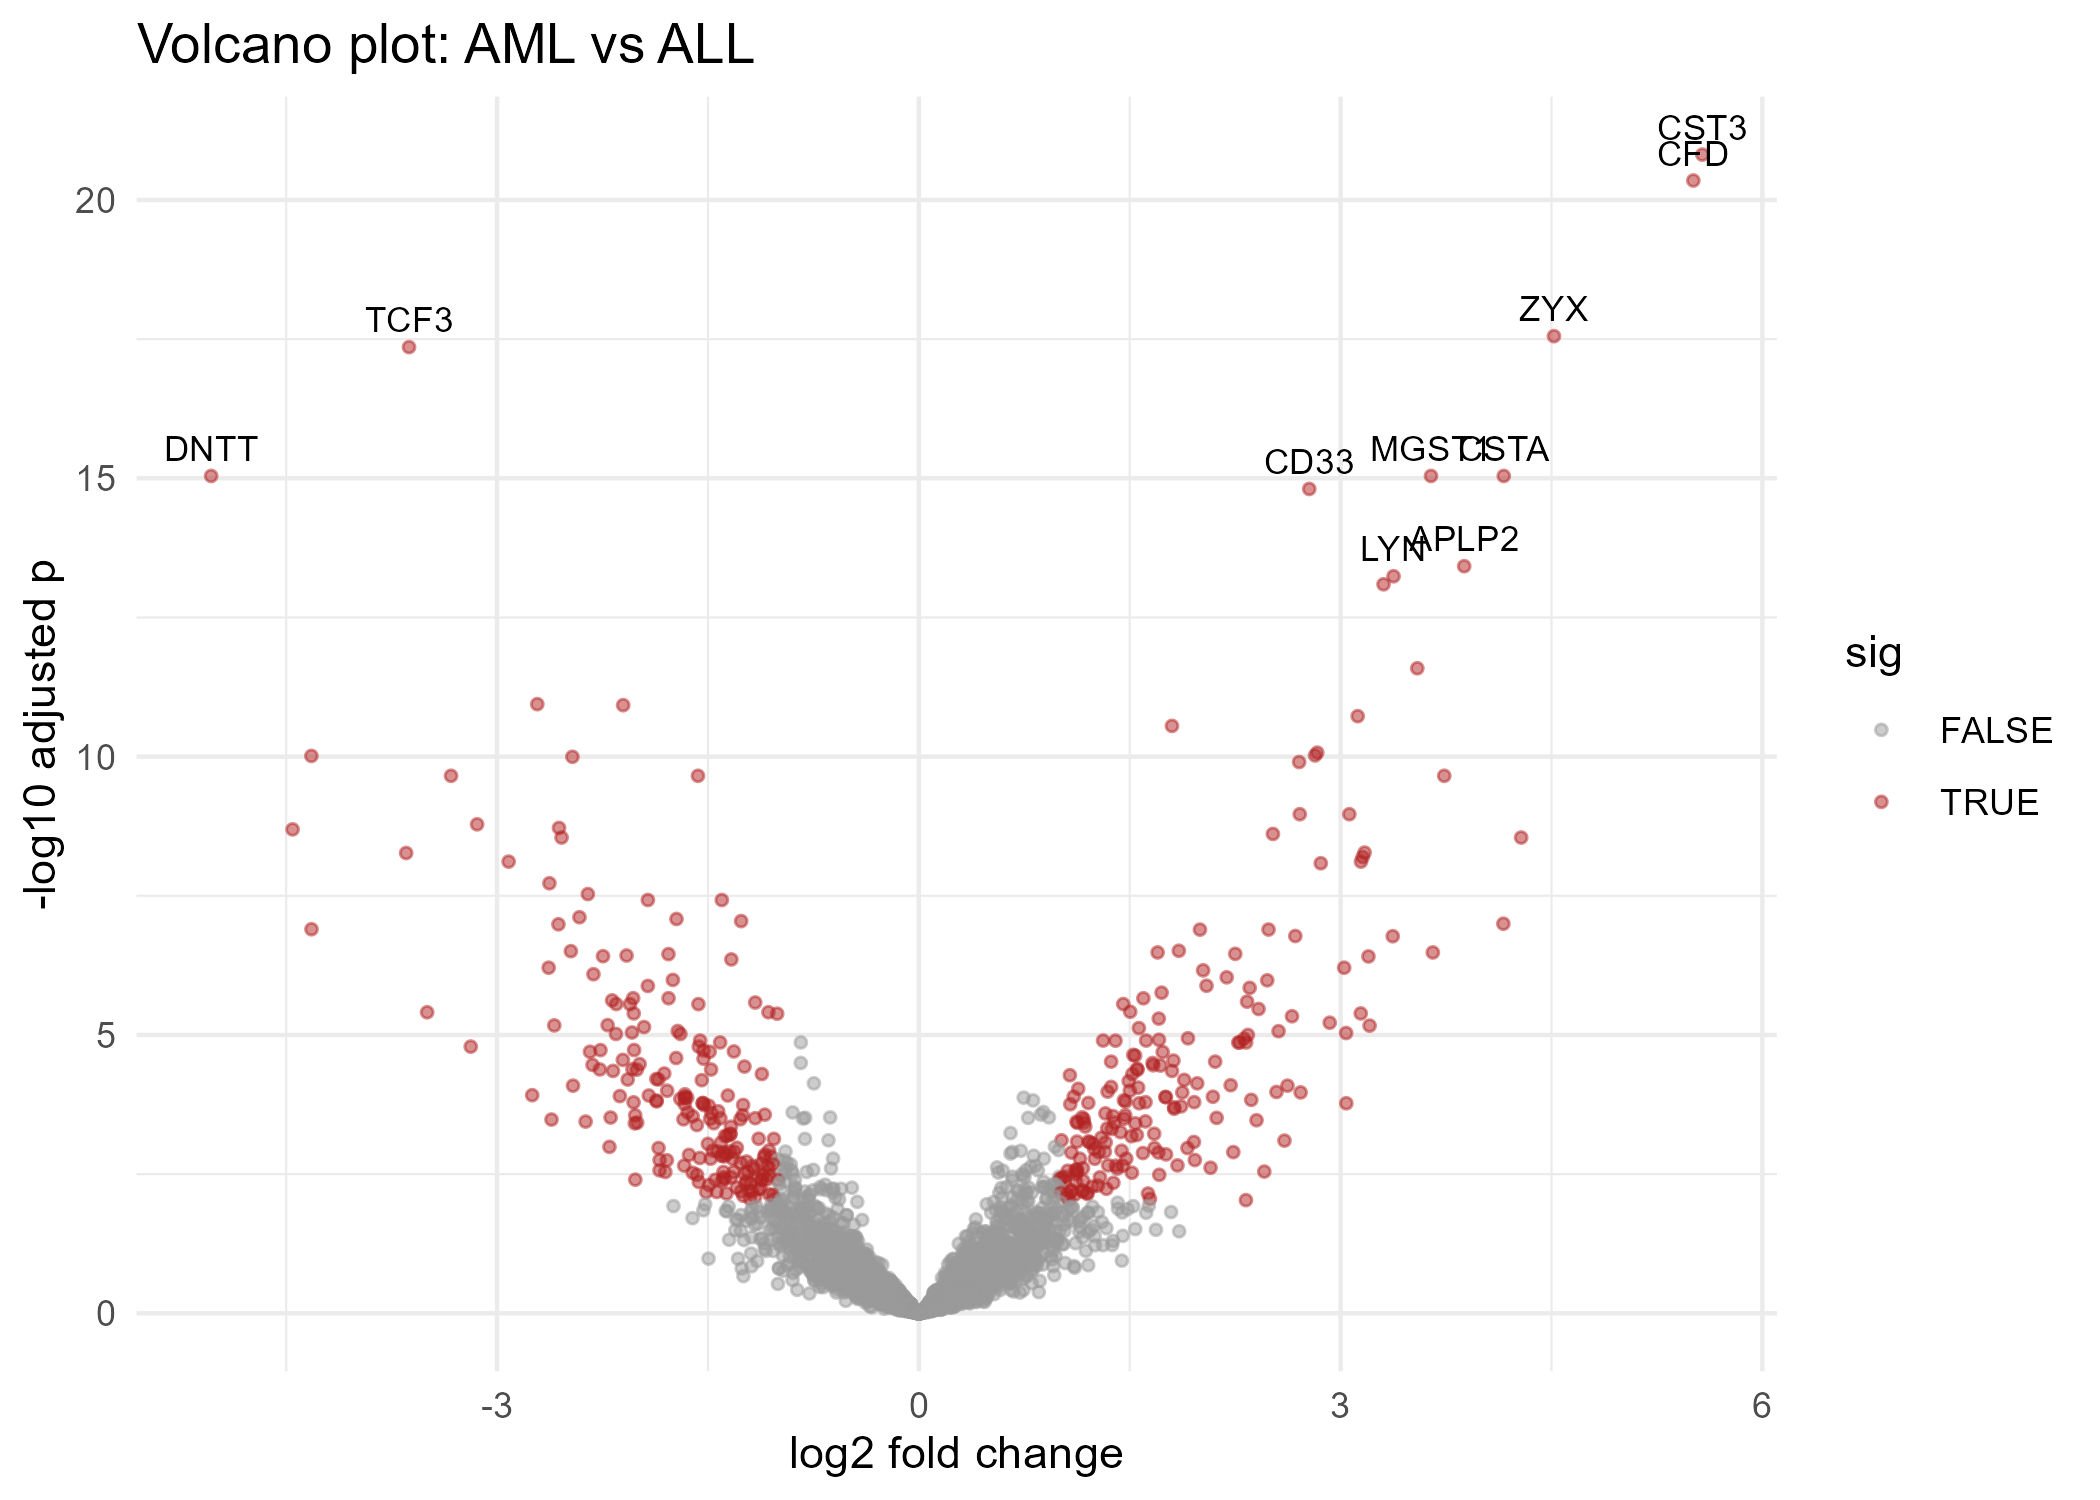 Volcano plot: AML vs ALL
CST3
CFD
20
ZYX
TCF3
DNTT
MGST1
CSTA
CD33
15
APLP2
LYN
-log10 adjusted p
sig
FALSE
TRUE
10
5
0
-3
0
3
6
log2 fold change